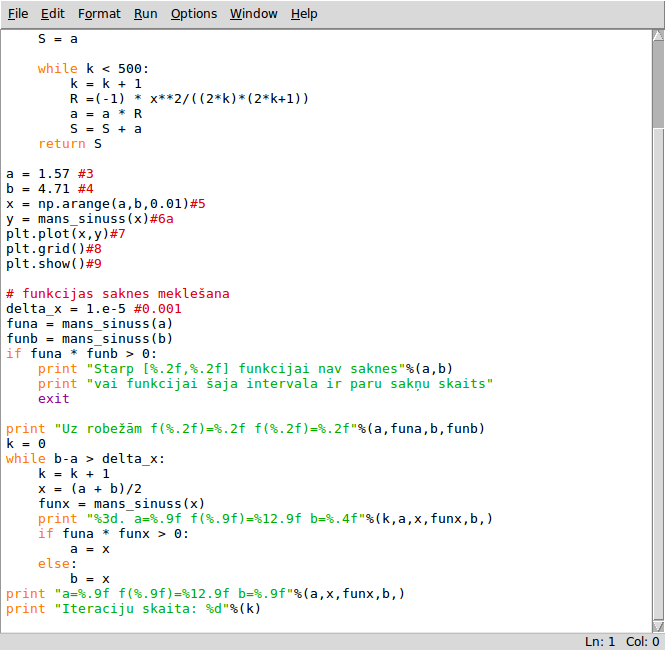 File Edit Format Run Options Window Help
    S = a

    while k < 500:
        k = k + 1
        R =(-1) * x**2/((2*k)*(2*k+1))
        a = a * R
        S = S + a
    return S

a = 1.57 #3
b = 4.71 #4
x = np.arange(a,b,0.01)#5
y = mans_sinuss(x)#6a
plt.plot(x,y)#7
plt.grid()#8
plt.show()#9

# funkcijas saknes meklešana
delta_x = 1.e-5 #0.001
funa = mans_sinuss(a)
funb = mans_sinuss(b)
if funa * funb > 0:
    print "Starp [%.2f,%.2f] funkcijai nav saknes"%(a,b)
    print "vai funkcijai šaja intervala ir paru sakņu skaits"
    exit

print "Uz robežām f(%.2f)=%.2f f(%.2f)=%.2f"%(a,funa,b,funb)
k = 0
while b-a > delta_x:
    k = k + 1
    x = (a + b)/2
    funx = mans_sinuss(x)
    print "%3d. a=%.9f f(%.9f)=%12.9f b=%.4f"%(k,a,x,funx,b,)
    if funa * funx > 0:
        a = x
    else:
        b = x
print "a=%.9f f(%.9f)=%12.9f b=%.9f"%(a,x,funx,b,)
print "Iteraciju skaita: %d"%(k)
Ln: 1 Col: 0